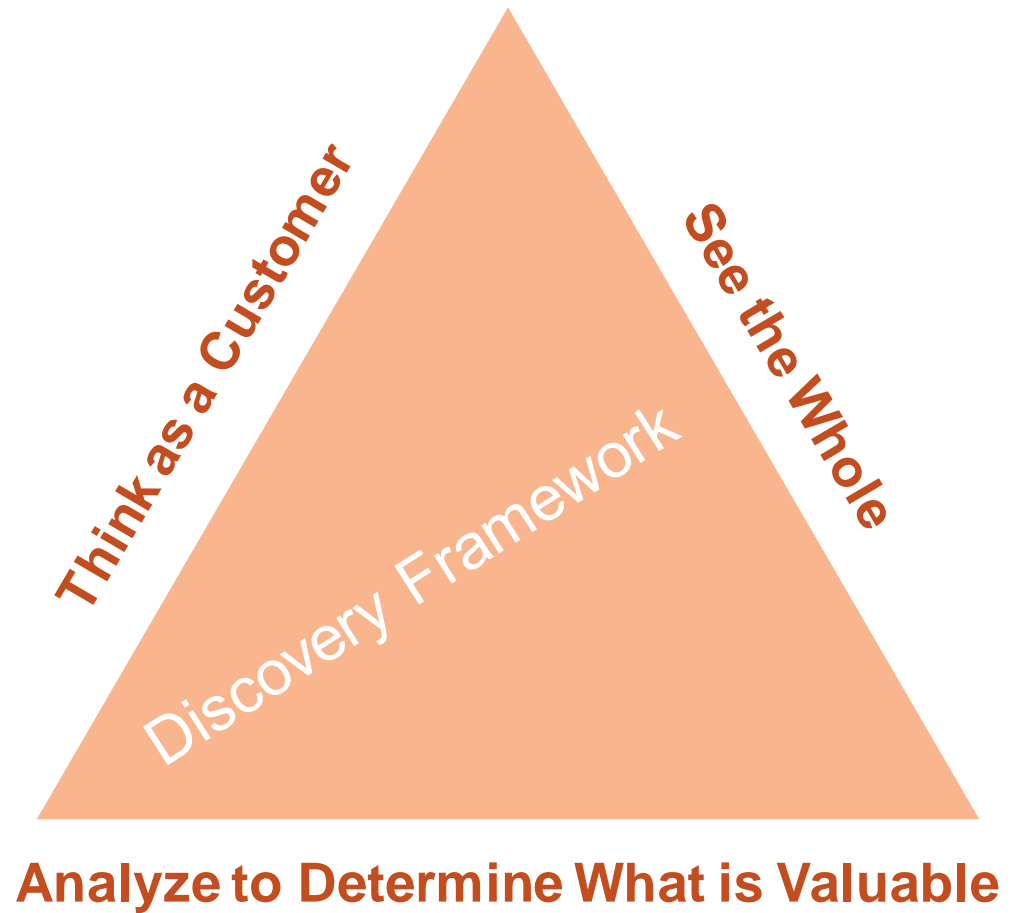 Think as a Customer
See the Whole
Discovery Framework
Analyze to Determine What is Valuable